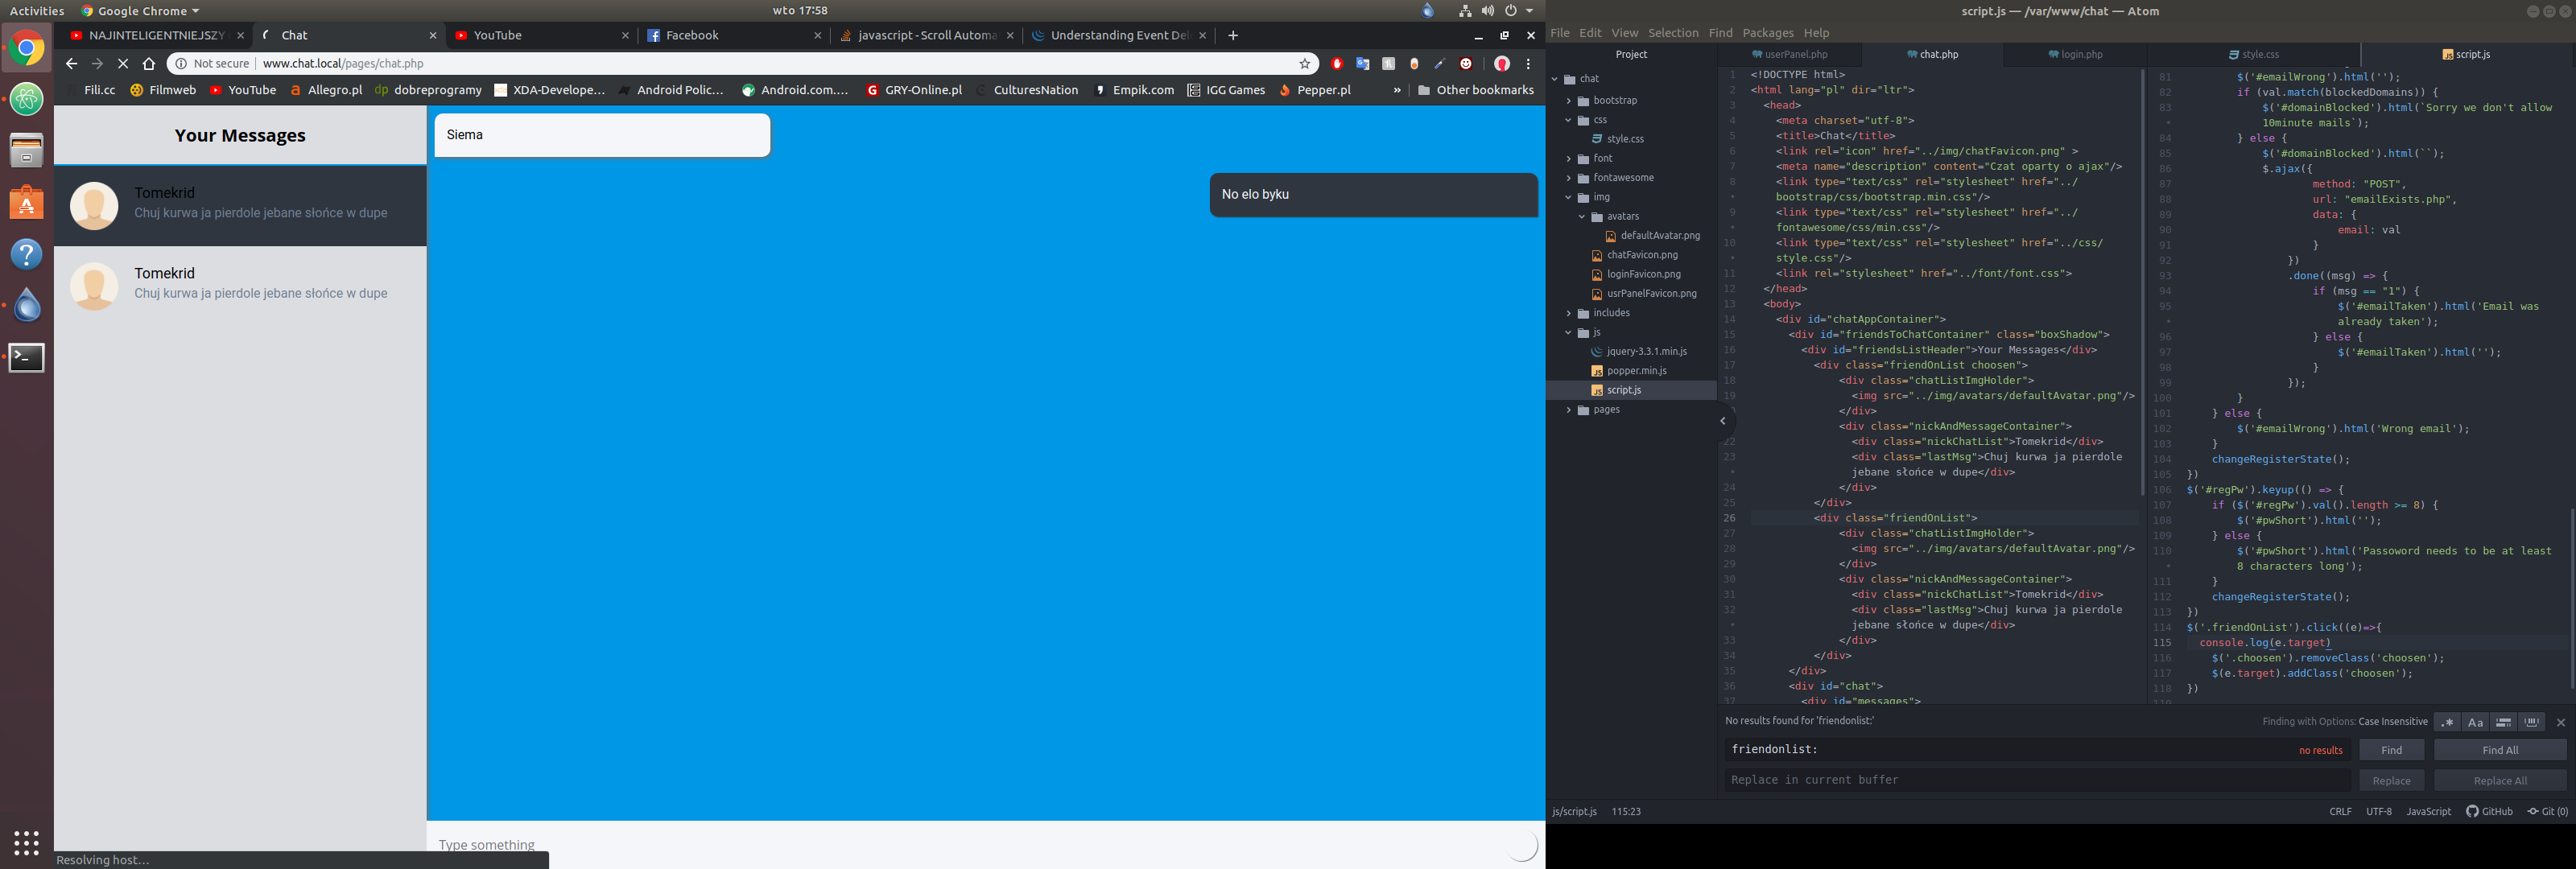 Activities
Google Chrome
wto 17:58
NAJINTELIGENTNIEJSZY
Chat
YouTube
Facebook
javascript - Scroll Automa
Understanding Event Del
Not secure | www.chat.local/pages/chat.php
Fili.cc
Filmweb
YouTube
Allegro.pl
dp dobreprogramy
XDA-Develope...
Android Polic...
Android.com....
GRY-Online.pl
CulturesNation
Empik.com
IGG Games
Pepper.pl
»
Other bookmarks
Your Messages
Tomekrid
Chuj kurwa ja pierdole jebane słońce w dupe
Tomekrid
Chuj kurwa ja pierdole jebane słońce w dupe
Siema
No elo byku
Type something
Resolving host...
script.js — /var/www/chat — Atom
File Edit View Selection Find Packages Help
Project
chat
bootstrap
css
style.css
font
fontawesome
img
avatars
defaultAvatar.png
chatFavicon.png
loginFavicon.png
usrPanelFavicon.png
includes
js
jquery-3.3.1.min.js
popper.min.js
script.js
pages
userPanel.php
chat.php
login.php
style.css
script.js
1 <!DOCTYPE html>
2 <html lang="pl" dir="ltr">
3 <head>
4 <meta charset="utf-8">
5 <title>Chat</title>
6 <link rel="icon" href="../img/chatFavicon.png" >
7 <meta name="description" content="Czat oparty o ajax"/>
8 <link type="text/css" rel="stylesheet" href="../
• bootstrap/css/bootstrap.min.css"/>
9 <link type="text/css" rel="stylesheet" href="../
• fontawesome/css/min.css"/>
10 <link type="text/css" rel="stylesheet" href="../css/
• style.css"/>
11 <link rel="stylesheet" href="../font/font.css">
12 </head>
13 <body>
14 <div id="chatAppContainer">
15 <div id="friendsToChatContainer" class="boxShadow">
16 <div id="friendsListHeader">Your Messages</div>
17 <div class="friendOnList choosen">
18 <div class="chatListImgHolder">
19 <img src="../img/avatars/defaultAvatar.png"/>
</div>
<div class="nickAndMessageContainer">
22 <div class="nickChatList">Tomekrid</div>
23 <div class="lastMsg">Chuj kurwa ja pierdole
• jebane słońce w dupe</div>
24 </div>
25 </div>
26 <div class="friendOnList">
27 <div class="chatListImgHolder">
28 <img src="../img/avatars/defaultAvatar.png"/>
29 </div>
30 <div class="nickAndMessageContainer">
31 <div class="nickChatList">Tomekrid</div>
32 <div class="lastMsg">Chuj kurwa ja pierdole
• jebane słońce w dupe</div>
33 </div>
34 </div>
35 </div>
36 <div id="chat">
37 <div id="messages">
81 $('#emailWrong').html('');
82 if (val.match(blockedDomains)) {
83 $('#domainBlocked').html(`Sorry we don't allow
• 10minute mails`);
84 } else {
85 $('#domainBlocked').html(``);
86 $.ajax({
87 method: "POST",
88 url: "emailExists.php",
89 data: {
90 email: val
91 }
92 })
93 .done((msg) => {
94 if (msg == "1") {
95 $('#emailTaken').html('Email was
• already taken');
96 } else {
97 $('#emailTaken').html('');
98 }
99 });
100 }
101 } else {
102 $('#emailWrong').html('Wrong email');
103 }
104 changeRegisterState();
105 })
106 $('#regPw').keyup(() => {
107 if ($('#regPw').val().length >= 8) {
108 $('#pwShort').html('');
109 } else {
110 $('#pwShort').html('Passoword needs to be at least
• 8 characters long');
111 }
112 changeRegisterState();
113 })
114 $('.friendOnList').click((e)=>{
115 console.log(e.target)
116 $('.choosen').removeClass('choosen');
117 $(e.target).addClass('choosen');
118 })
No results found for 'friendonlist:'
Finding with Options: Case Insensitive
.* Aa
friendonlist:
no results
Find
Find All
Replace in current buffer
Replace
Replace All
js/script.js 115:23
CRLF UTF-8 JavaScript GitHub Git (0)